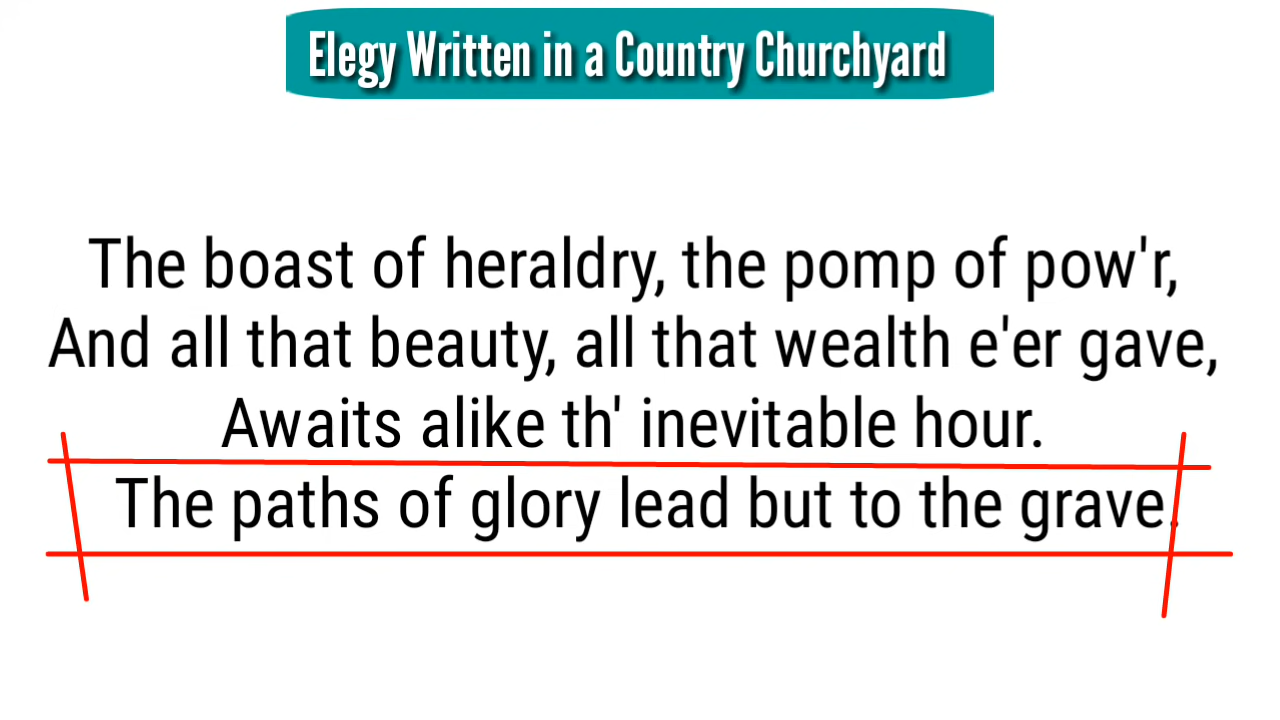 Elegy Written in a Country Churchyard
The boast of heraldry, the pomp of pow'r,
And all that beauty, all that wealth e'er gave,
Awaits alike th' inevitable hour.
The paths of glory lead but to the grave.